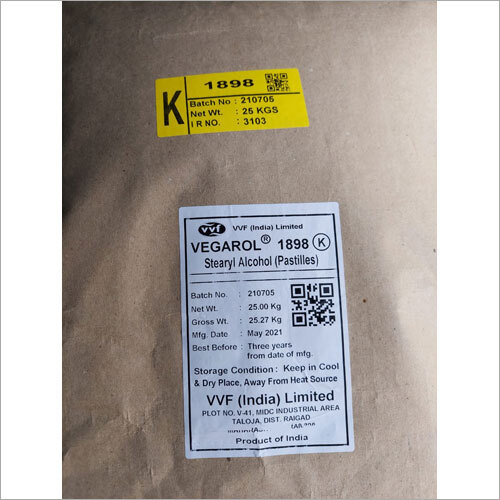 K
1898
Batch No : 210705
Net Wt. : 25 KGS
I R NO. : 3103
vvf VVF (India) Limited
VEGAROL® 1898 K
Stearyl Alcohol (Pastilles)
Batch No. : 210705
Net Wt. : 25.00 Kg
Gross Wt. : 25.27 Kg
Mfg. Date : May 2021
Best Before : Three years
from date of mfg.
Storage Condition : Keep in Cool
& Dry Place, Away From Heat Source
VVF (India) Limited
PLOT NO. V-41, MIDC INDUSTRIAL AREA
TALOJA, DIST. RAIGAD
Product of India